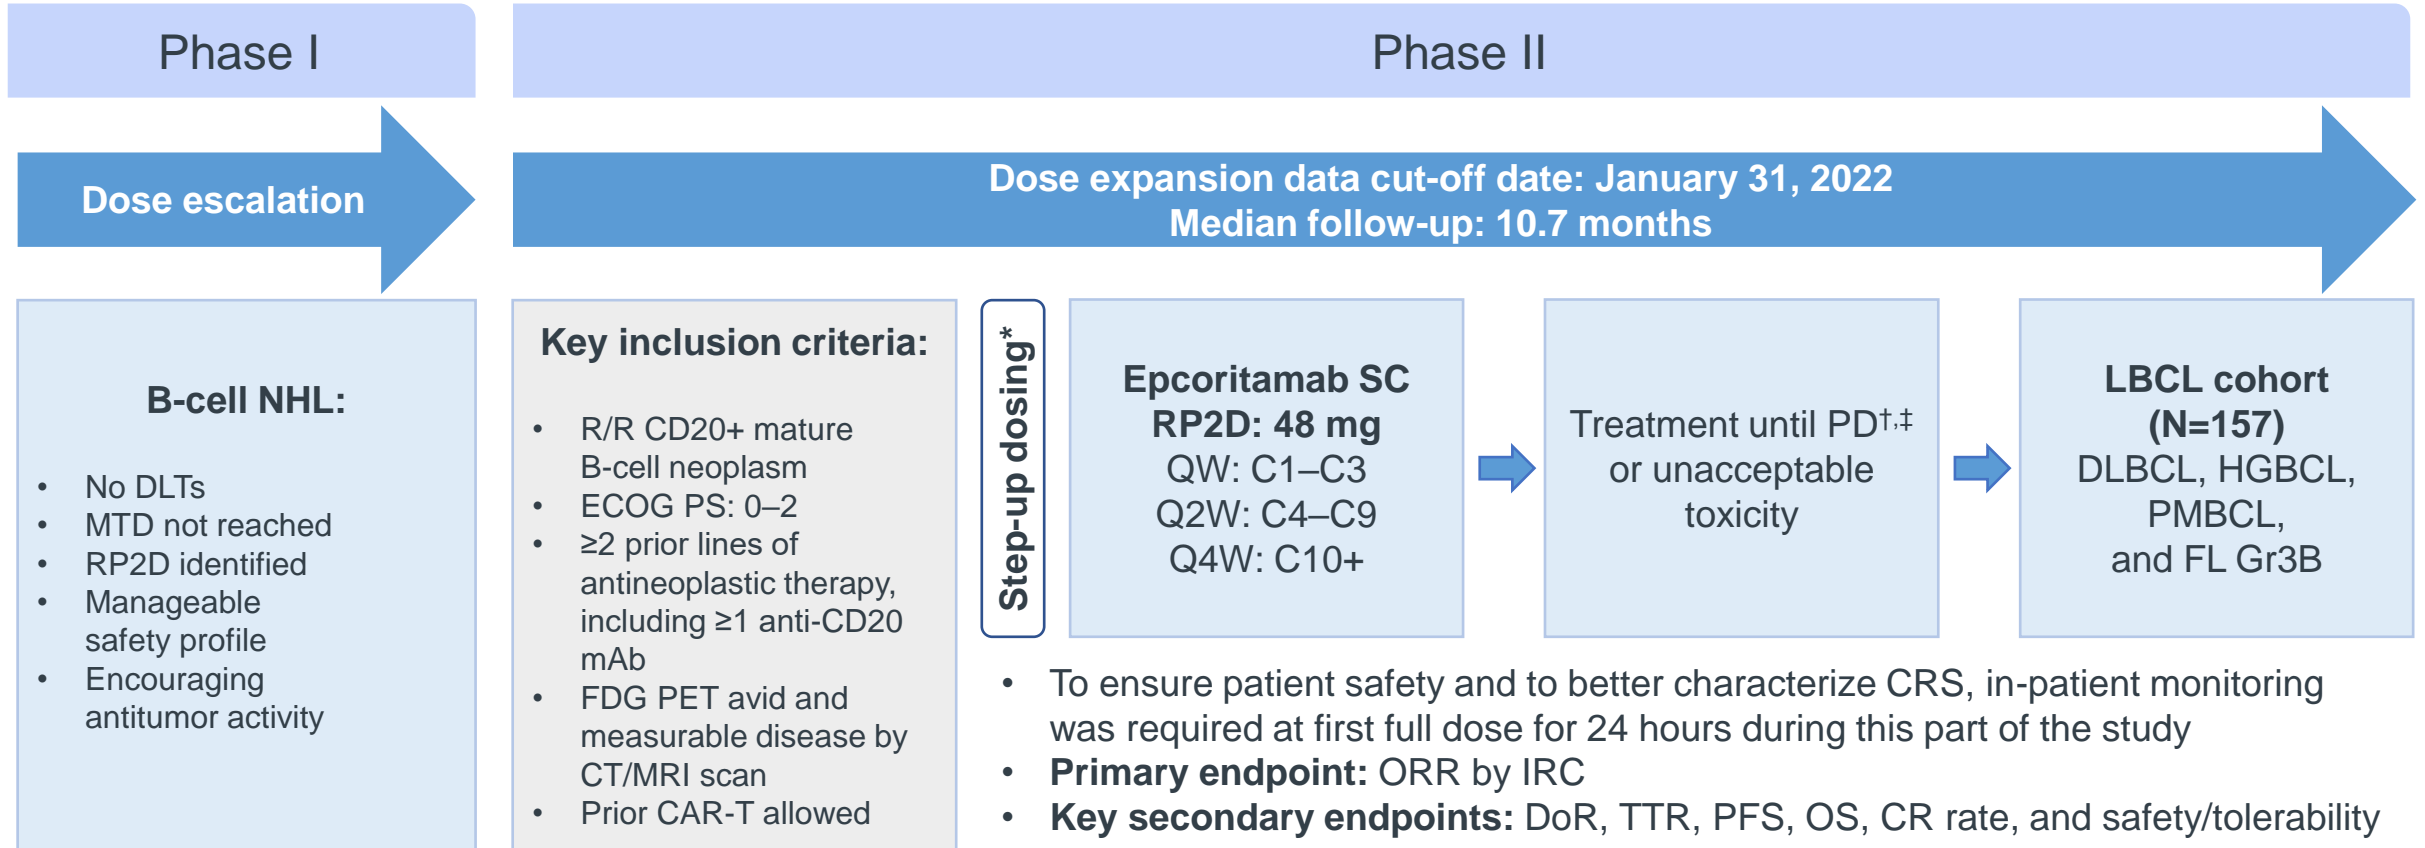 Phase I
Phase II
Dose escalation
Dose expansion data cut-off date: January 31, 2022
Median follow-up: 10.7 months
B-cell NHL:
• No DLTs
• MTD not reached
• RP2D identified
• Manageable
safety profile
• Encouraging
antitumor activity
Key inclusion criteria:
• R/R CD20+ mature
B-cell neoplasm
• ECOG PS: 0–2
• ≥2 prior lines of
antineoplastic therapy,
including ≥1 anti-CD20
mAb
• FDG PET avid and
measurable disease by
CT/MRI scan
• Prior CAR-T allowed
Step-up dosing*
Epcoritamab SC
RP2D: 48 mg
QW: C1–C3
Q2W: C4–C9
Q4W: C10+
Treatment until PD†,‡
or unacceptable
toxicity
LBCL cohort
(N=157)
DLBCL, HGBCL,
PMBCL,
and FL Gr3B
• To ensure patient safety and to better characterize CRS, in-patient monitoring
was required at first full dose for 24 hours during this part of the study
• Primary endpoint: ORR by IRC
• Key secondary endpoints: DoR, TTR, PFS, OS, CR rate, and safety/tolerability